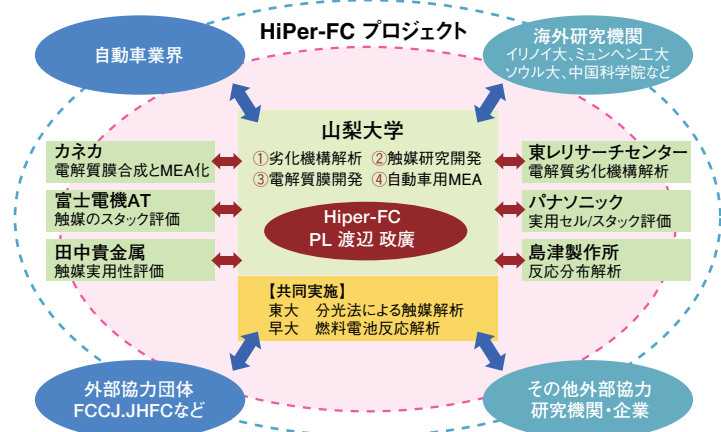 HiPer-FC プロジェクト
自動車業界
海外研究機関
イリノイ大、ミュンヘン工大
ソウル大、中国科学院など
山梨大学
①劣化機構解析 ②触媒研究開発
③電解質膜開発 ④自動車用MEA
Hiper-FC
PL 渡辺 政廣
カネカ
電解質膜合成とMEA化
富士電機AT
触媒のスタック評価
田中貴金属
触媒実用性評価
東レリサーチセンター
電解質劣化機構解析
パナソニック
実用セル/スタック評価
島津製作所
反応分布解析
【共同実施】
東大 分光法による触媒解析
早大 燃料電池反応解析
外部協力団体
FCCJ.JHFCなど
その他外部協力
研究機関・企業